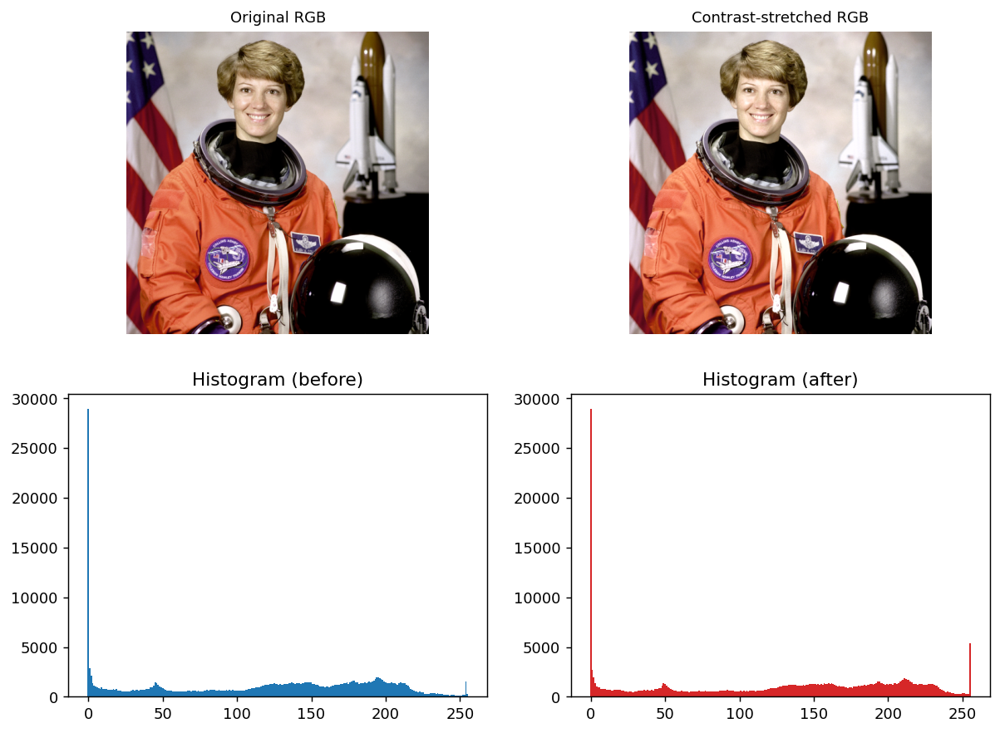 Original RGB
Contrast-stretched RGB
Histogram (before)
Histogram (after)
30000
25000
20000
15000
10000
5000
0
0 50 100 150 200 250
30000
25000
20000
15000
10000
5000
0
0 50 100 150 200 250